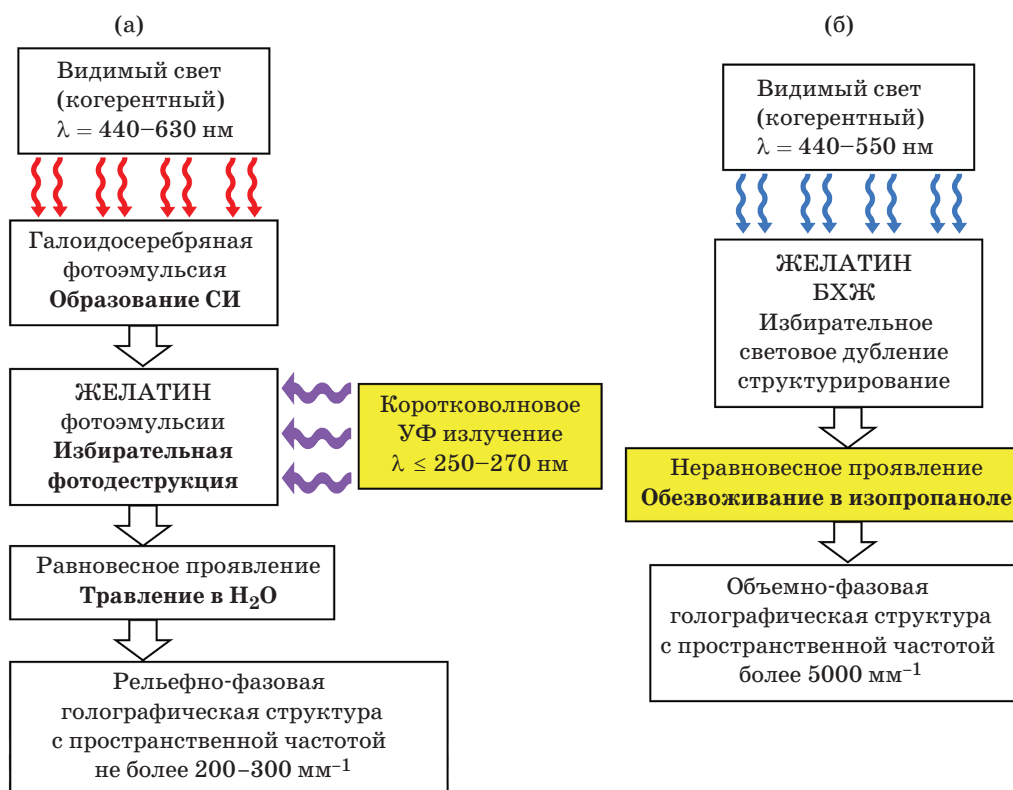 (а)
Видимый свет
(когерентный)
λ = 440–630 нм
Галоидосеребряная
фотоэмульсия
Образование СИ
ЖЕЛАТИН
фотоэмульсии
Избирательная
фотодеструкция
Коротковолновое
УФ излучение
λ ≤ 250–270 нм
Равновесное проявление
Травление в H₂O
Рельефно-фазовая
голографическая структура
с пространственной частотой
не более 200–300 мм⁻¹
(б)
Видимый свет
(когерентный)
λ = 440–550 нм
ЖЕЛАТИН
БХЖ
Избирательное
световое дубление
структурирование
Неравновесное проявление
Обезвоживание в изопропаноле
Объемно-фазовая
голографическая структура
с пространственной частотой
более 5000 мм⁻¹